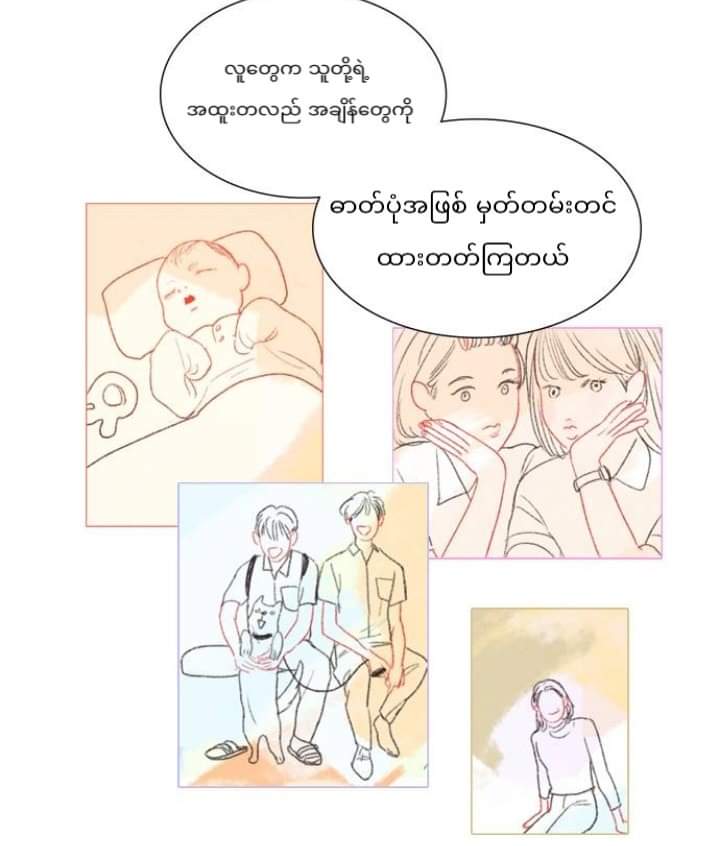 လူတွေက သူတို့ရဲ့
အထူးတလည် အချိန်တွေကို
ဓာတ်ပုံအဖြစ် မှတ်တမ်းတင်
ထားတတ်ကြတယ်